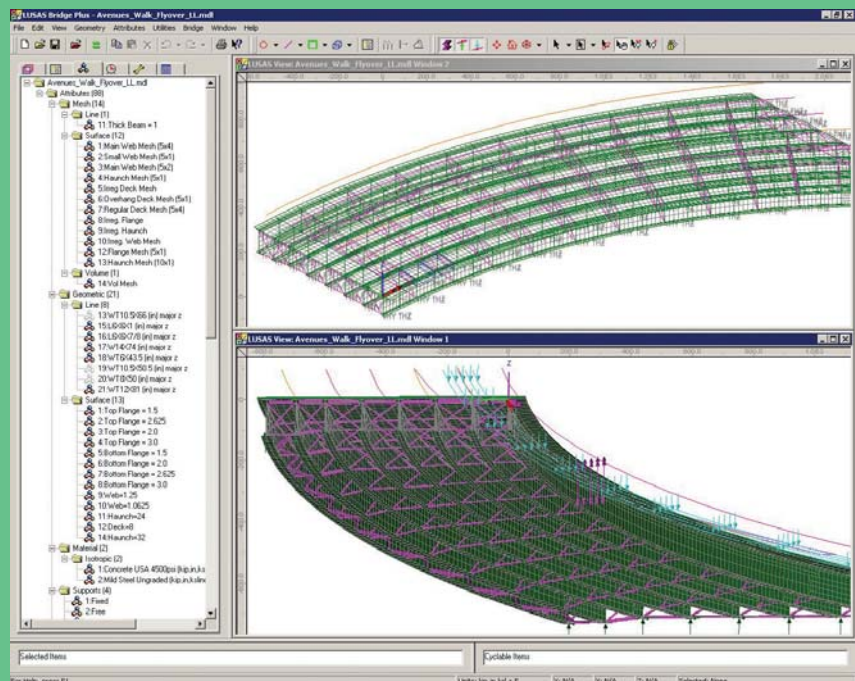 LUSAS Bridge Plus - Avenues_Walk_Flyover_LL.mdl
File Edit View Geometry Attributes Utilities Bridge Window Help
Avenues_Walk_Flyover_LL.mdl
Attributes (88)
Mesh (14)
Line (1)
11:Thick Beam = 1
Surface (12)
1:Main Web Mesh (5x4)
2:Small Web Mesh (5x1)
3:Main Web Mesh (5x2)
4:Haunch Mesh (5x1)
5:Irreg Deck Mesh
6:Overhang Deck Mesh (5x1)
7:Regular Deck Mesh (5x4)
8:Irreg. Flange
9:Irreg. Haunch
10:Irreg. Web Mesh
12:Flange Mesh (5x1)
13:Haunch Mesh (10x1)
Volume (1)
14:Vol Mesh
Geometric (21)
Line (8)
13:WT10.5X66 (in) major z
15:L6X6X1 (in) major z
16:L6X6X7/8 (in) major z
17:W14X74 (in) major z
18:WT6X43.5 (in) major z
19:WT10.5X50.5 (in) major z
20:WT8X50 (in) major z
21:WT12X81 (in) major z
Surface (13)
1:Top Flange = 1.5
2:Top Flange = 2.625
3:Top Flange = 2.0
4:Top Flange = 3.0
5:Bottom Flange = 1.5
6:Bottom Flange = 2.0
7:Bottom Flange = 2.625
8:Bottom Flange = 3.0
9:Web=1.25
10:Web=1.0625
11:Haunch=24
12:Deck=8
14:Haunch=32
Material (2)
Isotropic (2)
1:Concrete USA 4500psi (kip,in,ks
2:Mild Steel Ungraded (kip,in,kslin
Supports (4)
1:Fixed
2:Free
LUSAS View: Avenues_Walk_Flyover_LL.mdl Window 2
LUSAS View: Avenues_Walk_Flyover_LL.mdl Window 1
Z
Selected Items
Cyclable Items